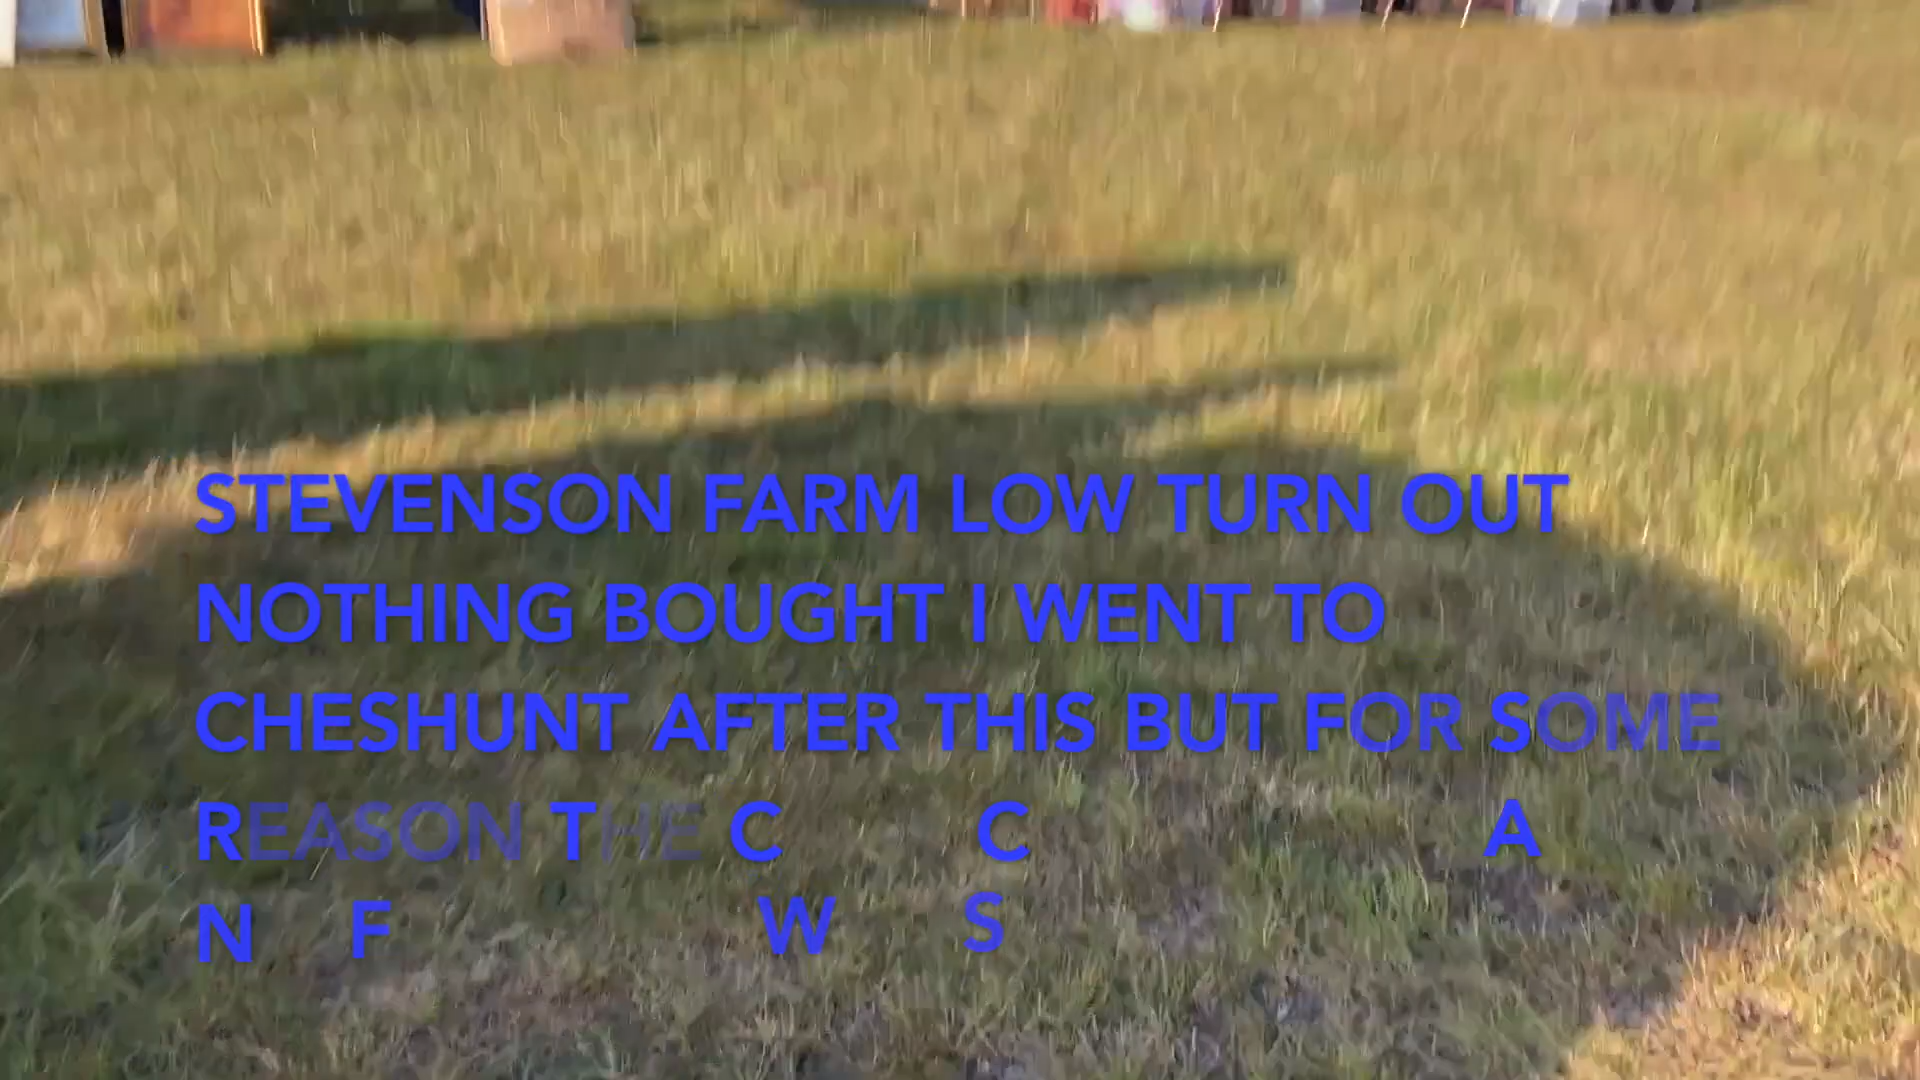 STEVENSON FARM LOW TURN OUT
NOTHING BOUGHT I WENT TO
CHESHUNT AFTER THIS BUT FOR SOME
REASON THE C C A
N F W S